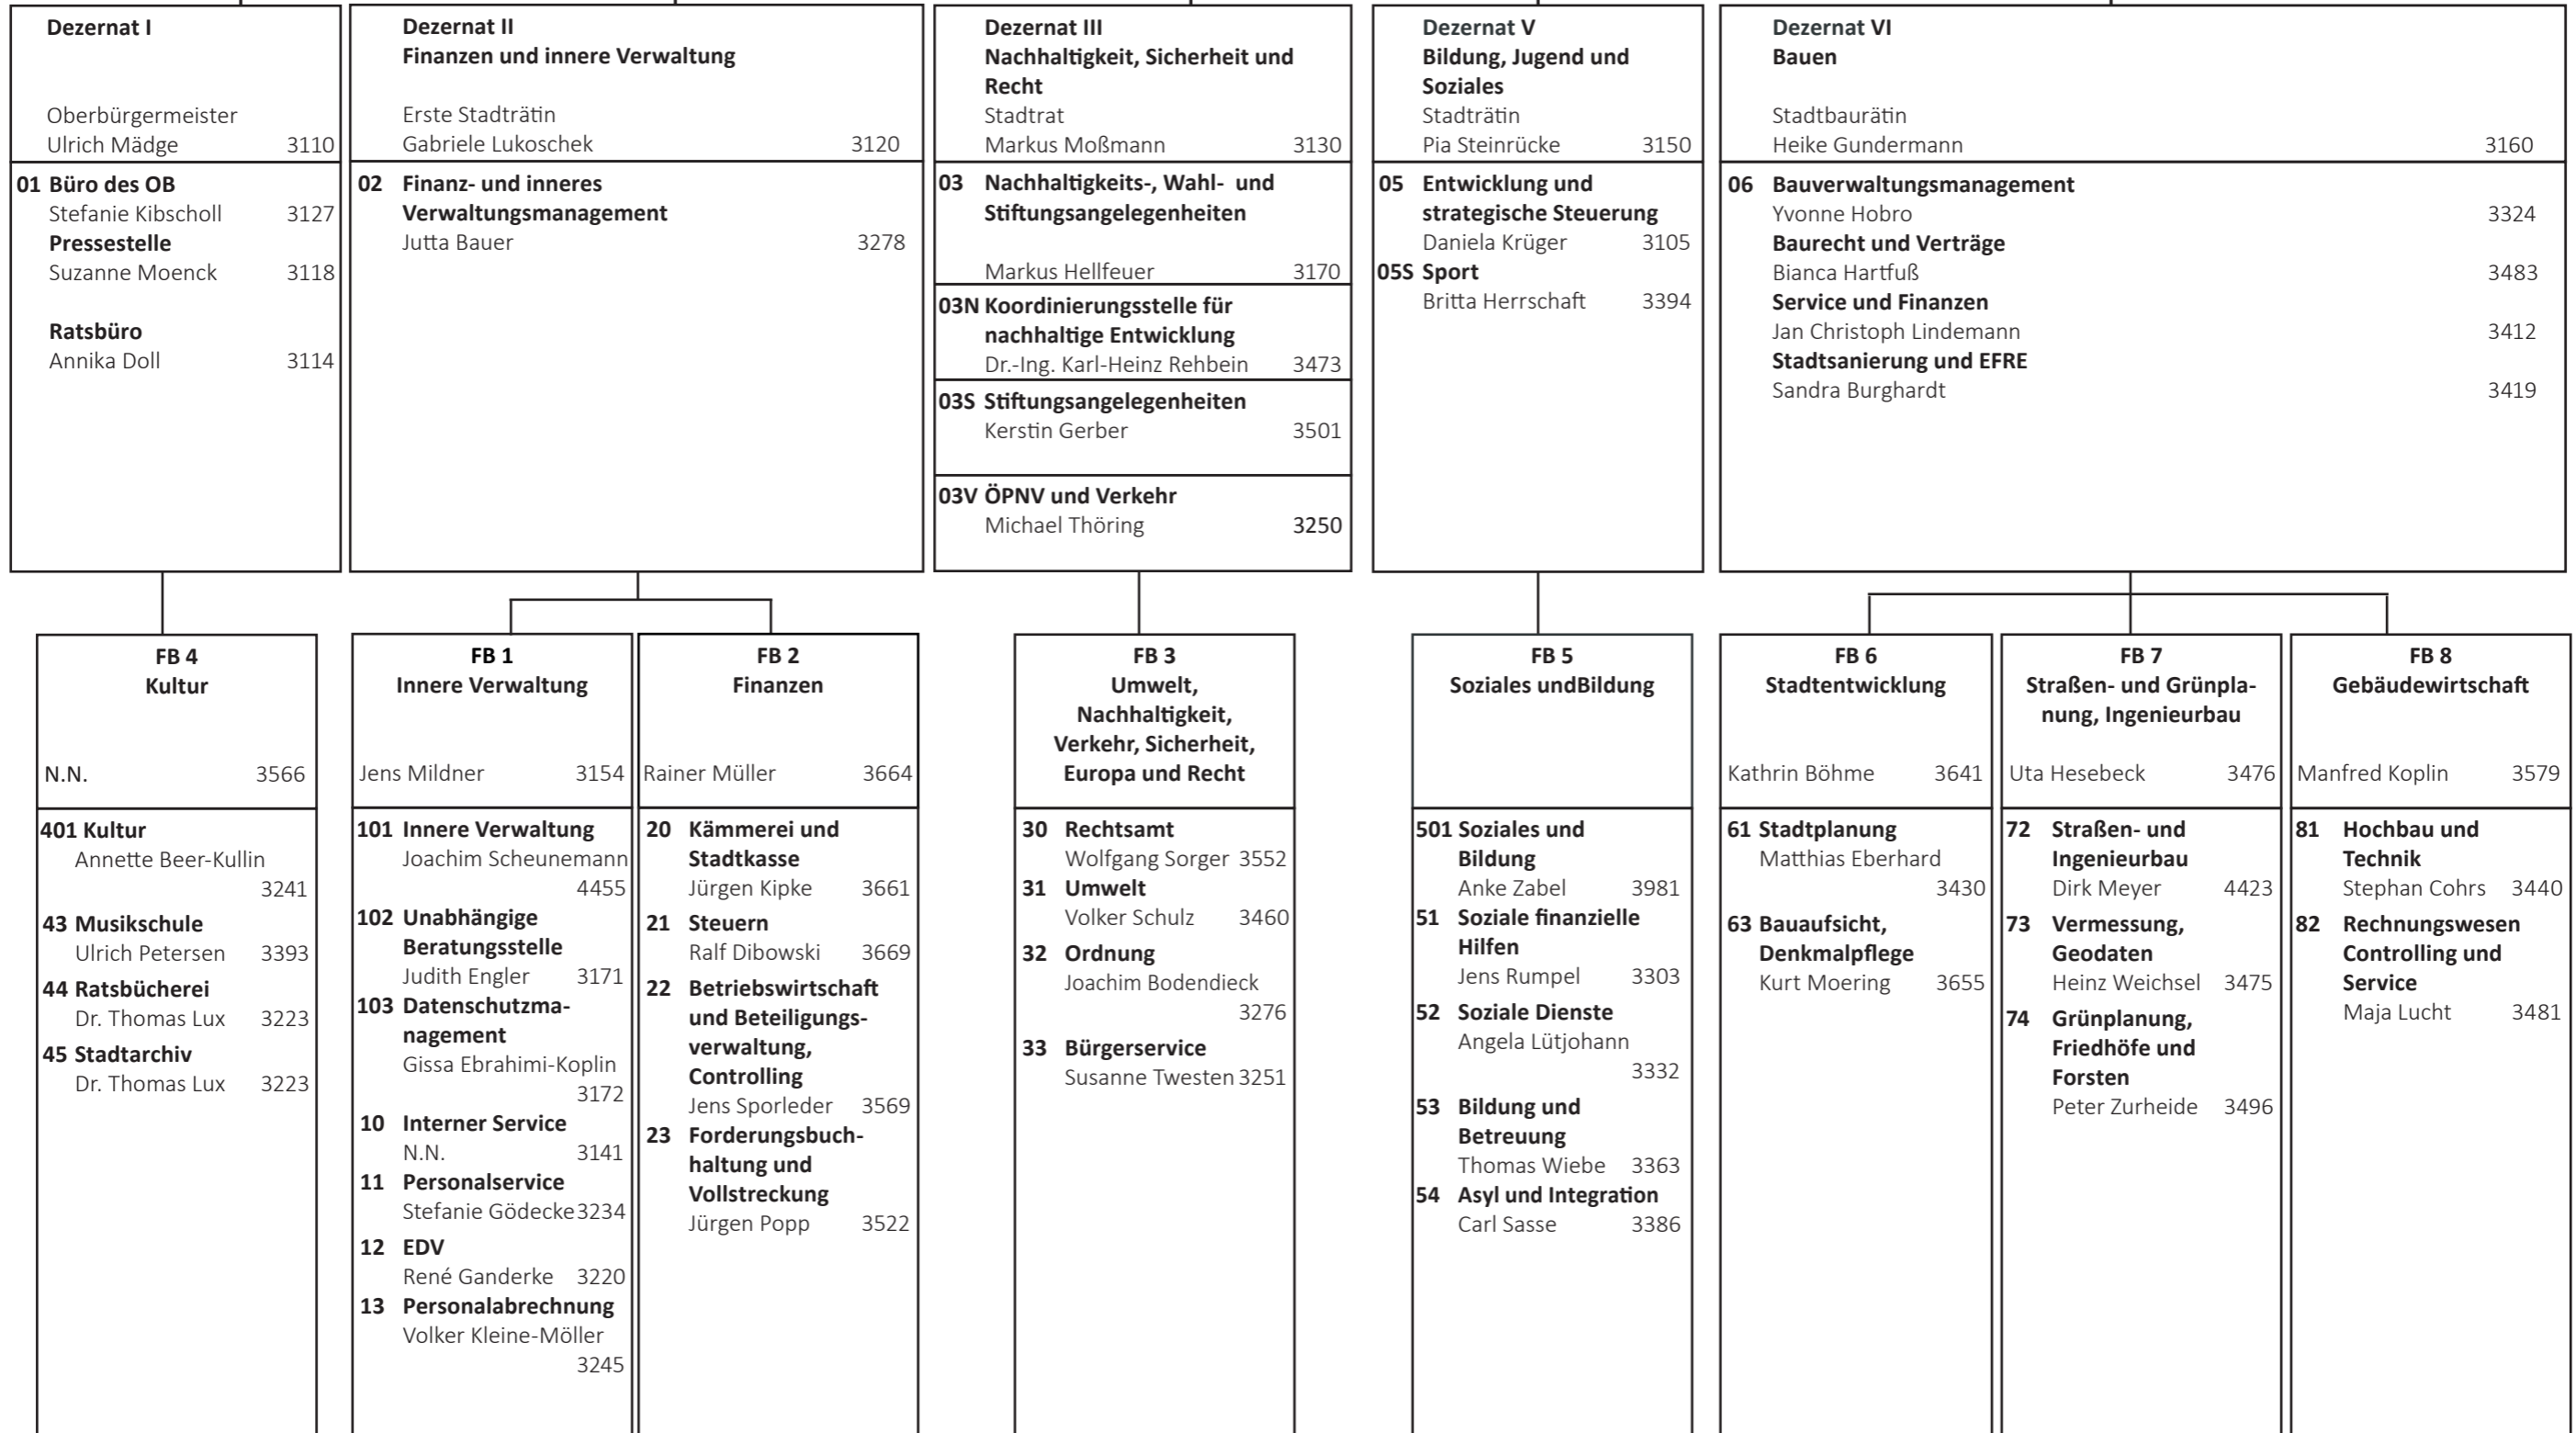 Dezernat I
Oberbürgermeister
Ulrich Mädge 3110
01 Büro des OB
Stefanie Kibscholl 3127
Pressestelle
Suzanne Moenck 3118
Ratsbüro
Annika Doll 3114
Dezernat II
Finanzen und innere Verwaltung
Erste Stadträtin
Gabriele Lukoschek 3120
02 Finanz- und inneres
Verwaltungsmanagement
Jutta Bauer 3278
Dezernat III
Nachhaltigkeit, Sicherheit und
Recht
Stadtrat
Markus Moßmann 3130
03 Nachhaltigkeits-, Wahl- und
Stiftungsangelegenheiten
Markus Hellfeuer 3170
03N Koordinierungsstelle für
nachhaltige Entwicklung
Dr.-Ing. Karl-Heinz Rehbein 3473
03S Stiftungsangelegenheiten
Kerstin Gerber 3501
03V ÖPNV und Verkehr
Michael Thöring 3250
Dezernat V
Bildung, Jugend und
Soziales
Stadträtin
Pia Steinrücke 3150
05 Entwicklung und
strategische Steuerung
Daniela Krüger 3105
05S Sport
Britta Herrschaft 3394
Dezernat VI
Bauen
Stadtbaurätin
Heike Gundermann 3160
06 Bauverwaltungsmanagement
Yvonne Hobro 3324
Baurecht und Verträge
Bianca Hartfuß 3483
Service und Finanzen
Jan Christoph Lindemann 3412
Stadtsanierung und EFRE
Sandra Burghardt 3419
FB 4
Kultur
N.N. 3566
401 Kultur
Annette Beer-Kullin
3241
43 Musikschule
Ulrich Petersen 3393
44 Ratsbücherei
Dr. Thomas Lux 3223
45 Stadtarchiv
Dr. Thomas Lux 3223
FB 1
Innere Verwaltung
Jens Mildner 3154
101 Innere Verwaltung
Joachim Scheunemann
4455
102 Unabhängige
Beratungsstelle
Judith Engler 3171
103 Datenschutzma-
nagement
Gissa Ebrahimi-Koplin
3172
10 Interner Service
N.N. 3141
11 Personalservice
Stefanie Gödecke 3234
12 EDV
René Ganderke 3220
13 Personalabrechnung
Volker Kleine-Möller
3245
FB 2
Finanzen
Rainer Müller 3664
20 Kämmerei und
Stadtkasse
Jürgen Kipke 3661
21 Steuern
Ralf Dibowski 3669
22 Betriebswirtschaft
und Beteiligungs-
verwaltung,
Controlling
Jens Sporleder 3569
23 Forderungsbuch-
haltung und
Vollstreckung
Jürgen Popp 3522
FB 3
Umwelt,
Nachhaltigkeit,
Verkehr, Sicherheit,
Europa und Recht
30 Rechtsamt
Wolfgang Sorger 3552
31 Umwelt
Volker Schulz 3460
32 Ordnung
Joachim Bodendieck
3276
33 Bürgerservice
Susanne Twesten 3251
FB 5
Soziales undBildung
501 Soziales und
Bildung
Anke Zabel 3981
51 Soziale finanzielle
Hilfen
Jens Rumpel 3303
52 Soziale Dienste
Angela Lütjohann
3332
53 Bildung und
Betreuung
Thomas Wiebe 3363
54 Asyl und Integration
Carl Sasse 3386
FB 6
Stadtentwicklung
Kathrin Böhme 3641
61 Stadtplanung
Matthias Eberhard
3430
63 Bauaufsicht,
Denkmalpflege
Kurt Moering 3655
FB 7
Straßen- und Grünpla-
nung, Ingenieurbau
Uta Hesebeck 3476
72 Straßen- und
Ingenieurbau
Dirk Meyer 4423
73 Vermessung,
Geodaten
Heinz Weichsel 3475
74 Grünplanung,
Friedhöfe und
Forsten
Peter Zurheide 3496
FB 8
Gebäudewirtschaft
Manfred Koplin 3579
81 Hochbau und
Technik
Stephan Cohrs 3440
82 Rechnungswesen
Controlling und
Service
Maja Lucht 3481